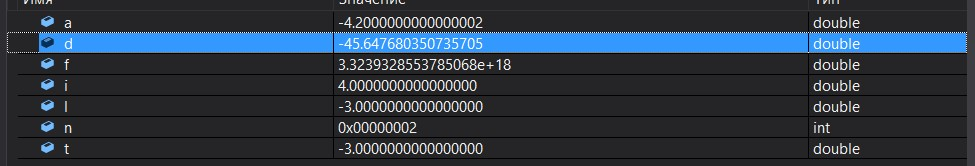 Имя Значение Тип
a -4.2000000000000002 double
d -45.647680350735705 double
f 3.3239328553785068e+18 double
i 4.0000000000000000 double
l -3.0000000000000000 double
n 0x00000002 int
t -3.0000000000000000 double